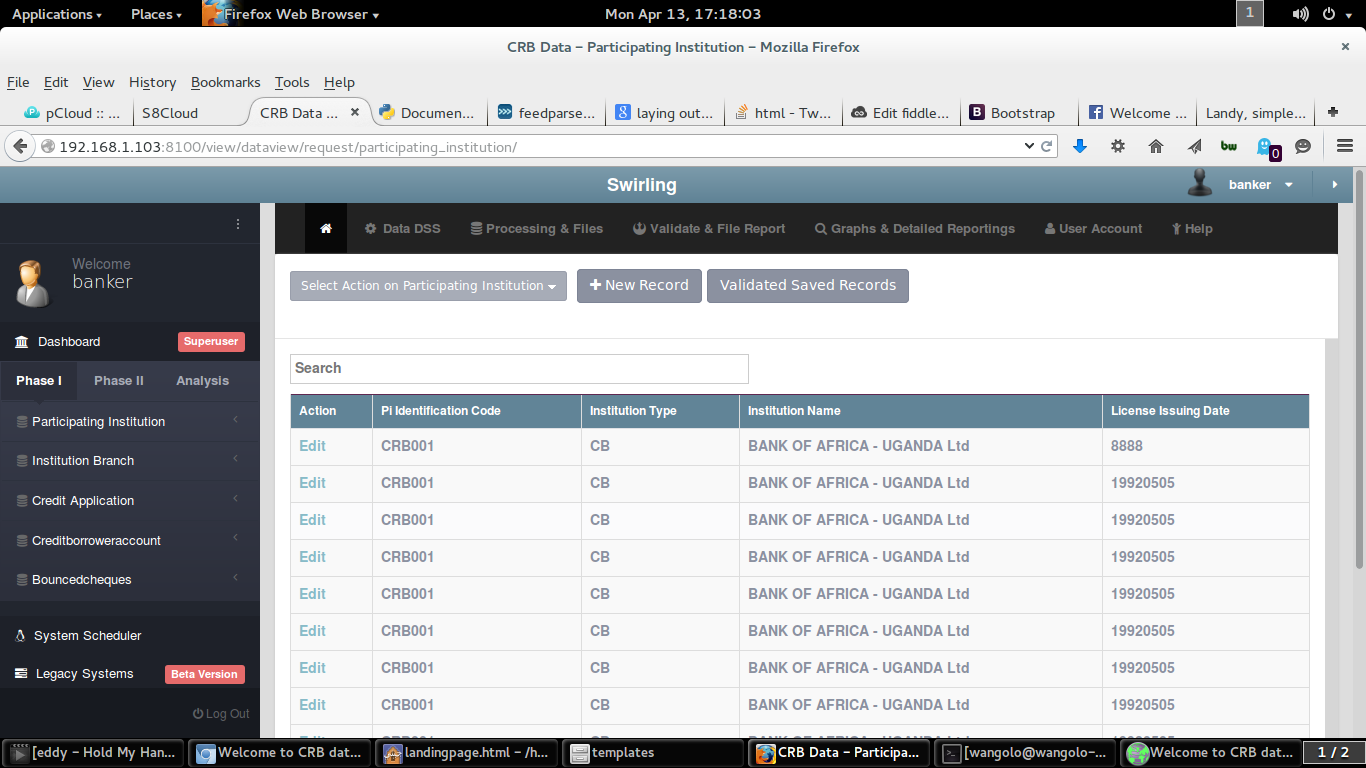 Applications Places Firefox Web Browser Mon Apr 13, 17:18:03 1
CRB Data – Participating Institution – Mozilla Firefox ×
File Edit View History Bookmarks Tools Help
pCloud :: ... S8Cloud CRB Data ... × Documen... feedparse... laying out... html - Tw... Edit fiddle... Bootstrap Welcome ... Landy, simple...
192.168.1.103:8100/view/dataview/request/participating_institution/ bw 0
Swirling banker
Data DSS Processing & Files Validate & File Report Graphs & Detailed Reportings User Account Help
Welcome
banker
Dashboard Superuser
Phase I Phase II Analysis
Participating Institution
Institution Branch
Credit Application
Creditborroweraccount
Bouncedcheques
System Scheduler
Legacy Systems Beta Version
Log Out
Select Action on Participating Institution New Record Validated Saved Records
Search
Action Pi Identification Code Institution Type Institution Name License Issuing Date
Edit CRB001 CB BANK OF AFRICA - UGANDA Ltd 8888
Edit CRB001 CB BANK OF AFRICA - UGANDA Ltd 19920505
Edit CRB001 CB BANK OF AFRICA - UGANDA Ltd 19920505
Edit CRB001 CB BANK OF AFRICA - UGANDA Ltd 19920505
Edit CRB001 CB BANK OF AFRICA - UGANDA Ltd 19920505
Edit CRB001 CB BANK OF AFRICA - UGANDA Ltd 19920505
Edit CRB001 CB BANK OF AFRICA - UGANDA Ltd 19920505
Edit CRB001 CB BANK OF AFRICA - UGANDA Ltd 19920505
[eddy – Hold My Han... Welcome to CRB dat... landingpage.html – /h... templates CRB Data – Participa... [wangolo@wangolo-... Welcome to CRB dat... 1 / 2